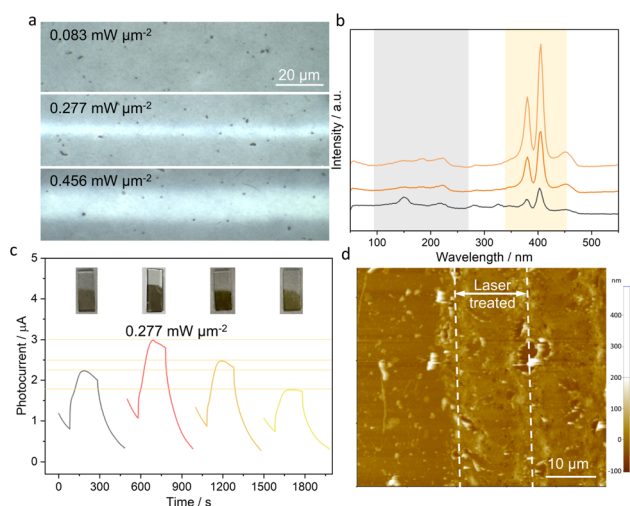 a
0.083 mW µm⁻²
20 µm
0.277 mW µm⁻²
0.456 mW µm⁻²
b
Intensity / a.u.
100 200 300 400 500
Wavelength / nm
c
5
4
3
2
1
0
Photocurrent / µA
0.277 mW µm⁻²
0 300 600 900 1200 1500 1800
Time / s
d
Laser
treated
10 µm
nm
400
300
200
100
0
-100